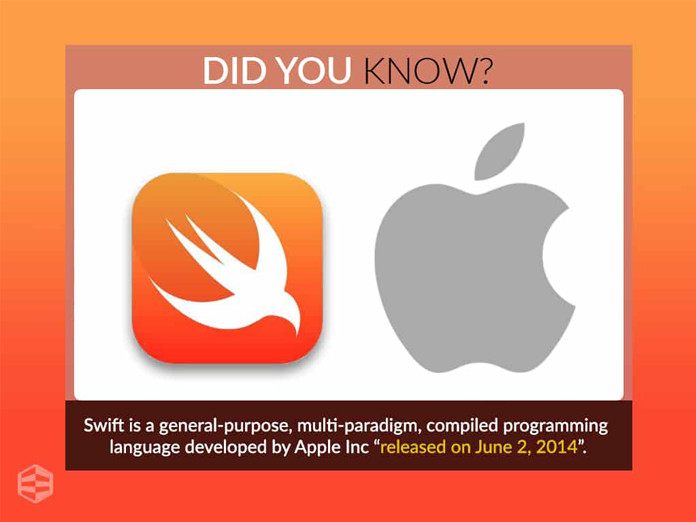 DID YOU KNOW?
Swift is a general-purpose, multi-paradigm, compiled programming
language developed by Apple Inc “released on June 2, 2014”.